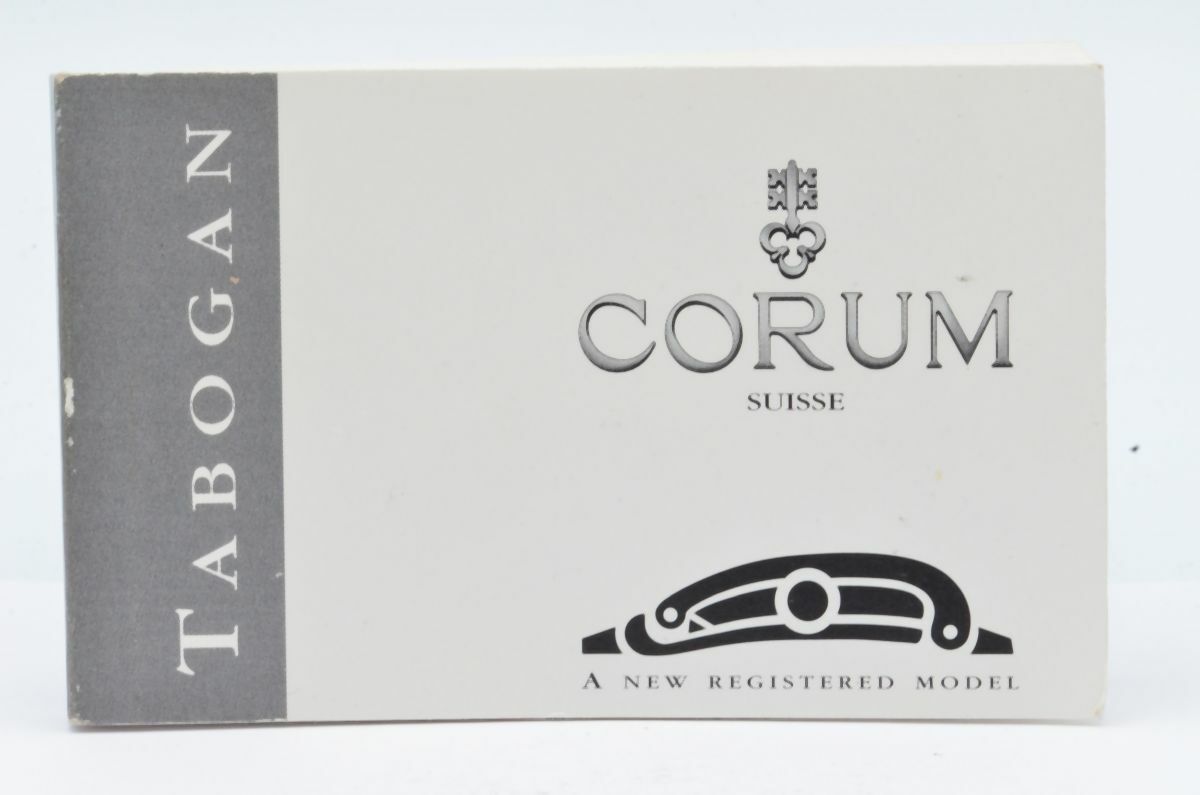 TABOGAN
CORUM
SUISSE
A NEW REGISTERED MODEL